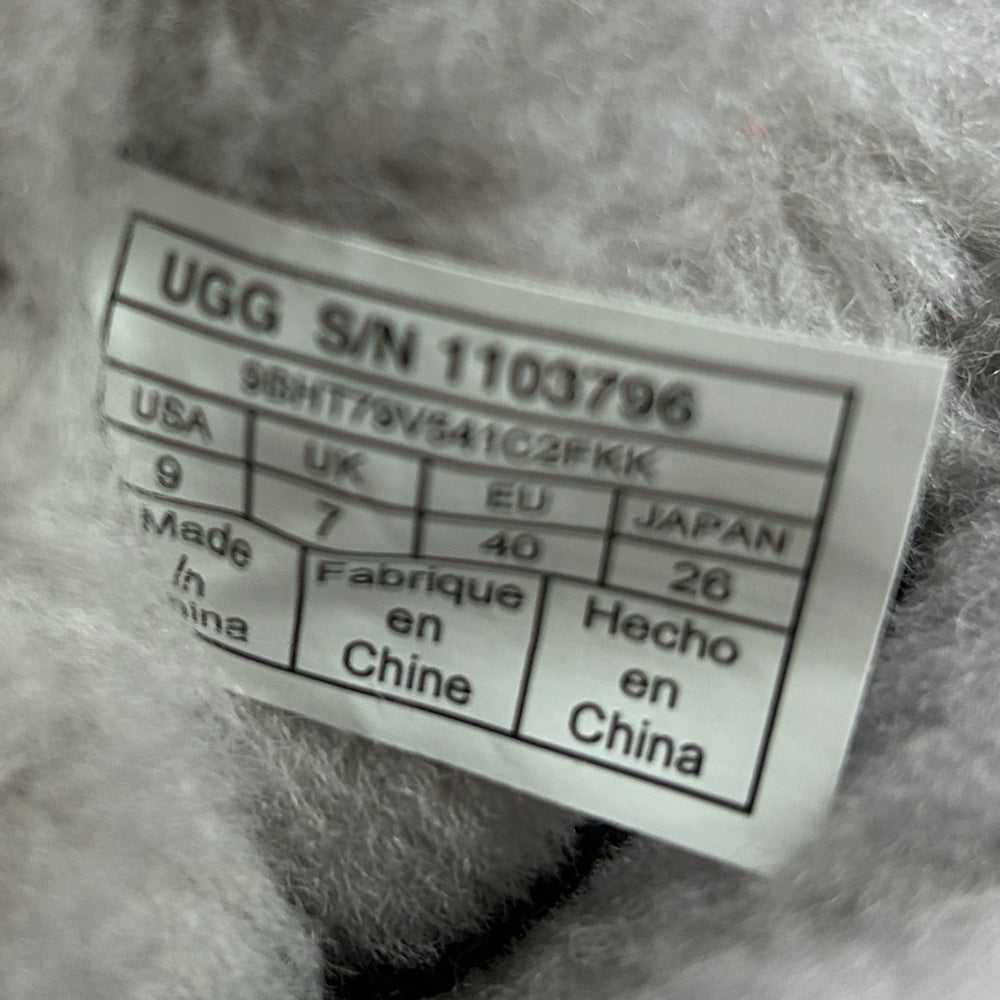 UGG S/N 1103796
USA UK EU JAPAN
9 7 40 26
Made
In
China
Fabrique
en
Chine
Hecho
en
China